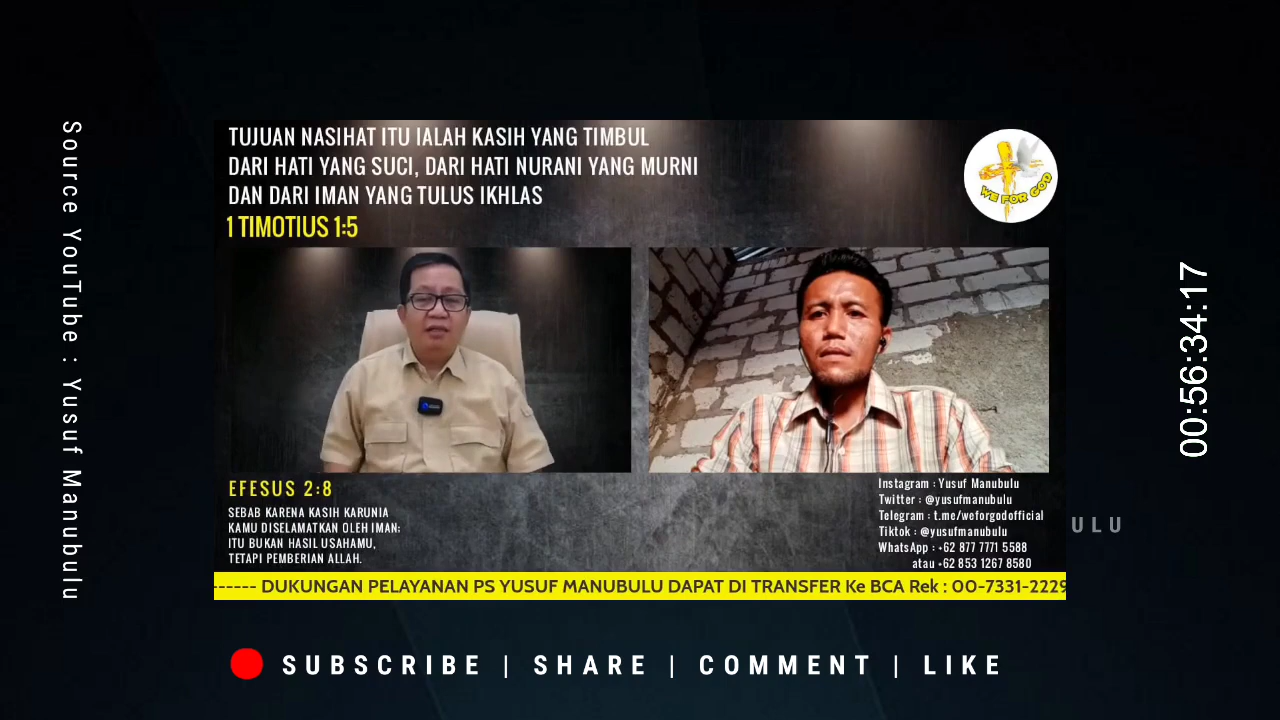 Source YouTube : Yusuf Manubulu
TUJUAN NASIHAT ITU IALAH KASIH YANG TIMBUL
DARI HATI YANG SUCI, DARI HATI NURANI YANG MURNI
DAN DARI IMAN YANG TULUS IKHLAS
1 TIMOTIUS 1:5
WE FOR GOD
00:56:34:17
EFESUS 2:8
SEBAB KARENA KASIH KARUNIA
KAMU DISELAMATKAN OLEH IMAN;
ITU BUKAN HASIL USAHAMU,
TETAPI PEMBERIAN ALLAH.
Instagram : Yusuf Manubulu
Twitter : @yusufmanubulu
Telegram : t.me/weforgodofficial
Tiktok : @yusufmanubulu
WhatsApp : +62 877 7771 5588
atau +62 853 1267 8580
ULU
------ DUKUNGAN PELAYANAN PS YUSUF MANUBULU DAPAT DI TRANSFER Ke BCA Rek : 00-7331-2229
SUBSCRIBE | SHARE | COMMENT | LIKE